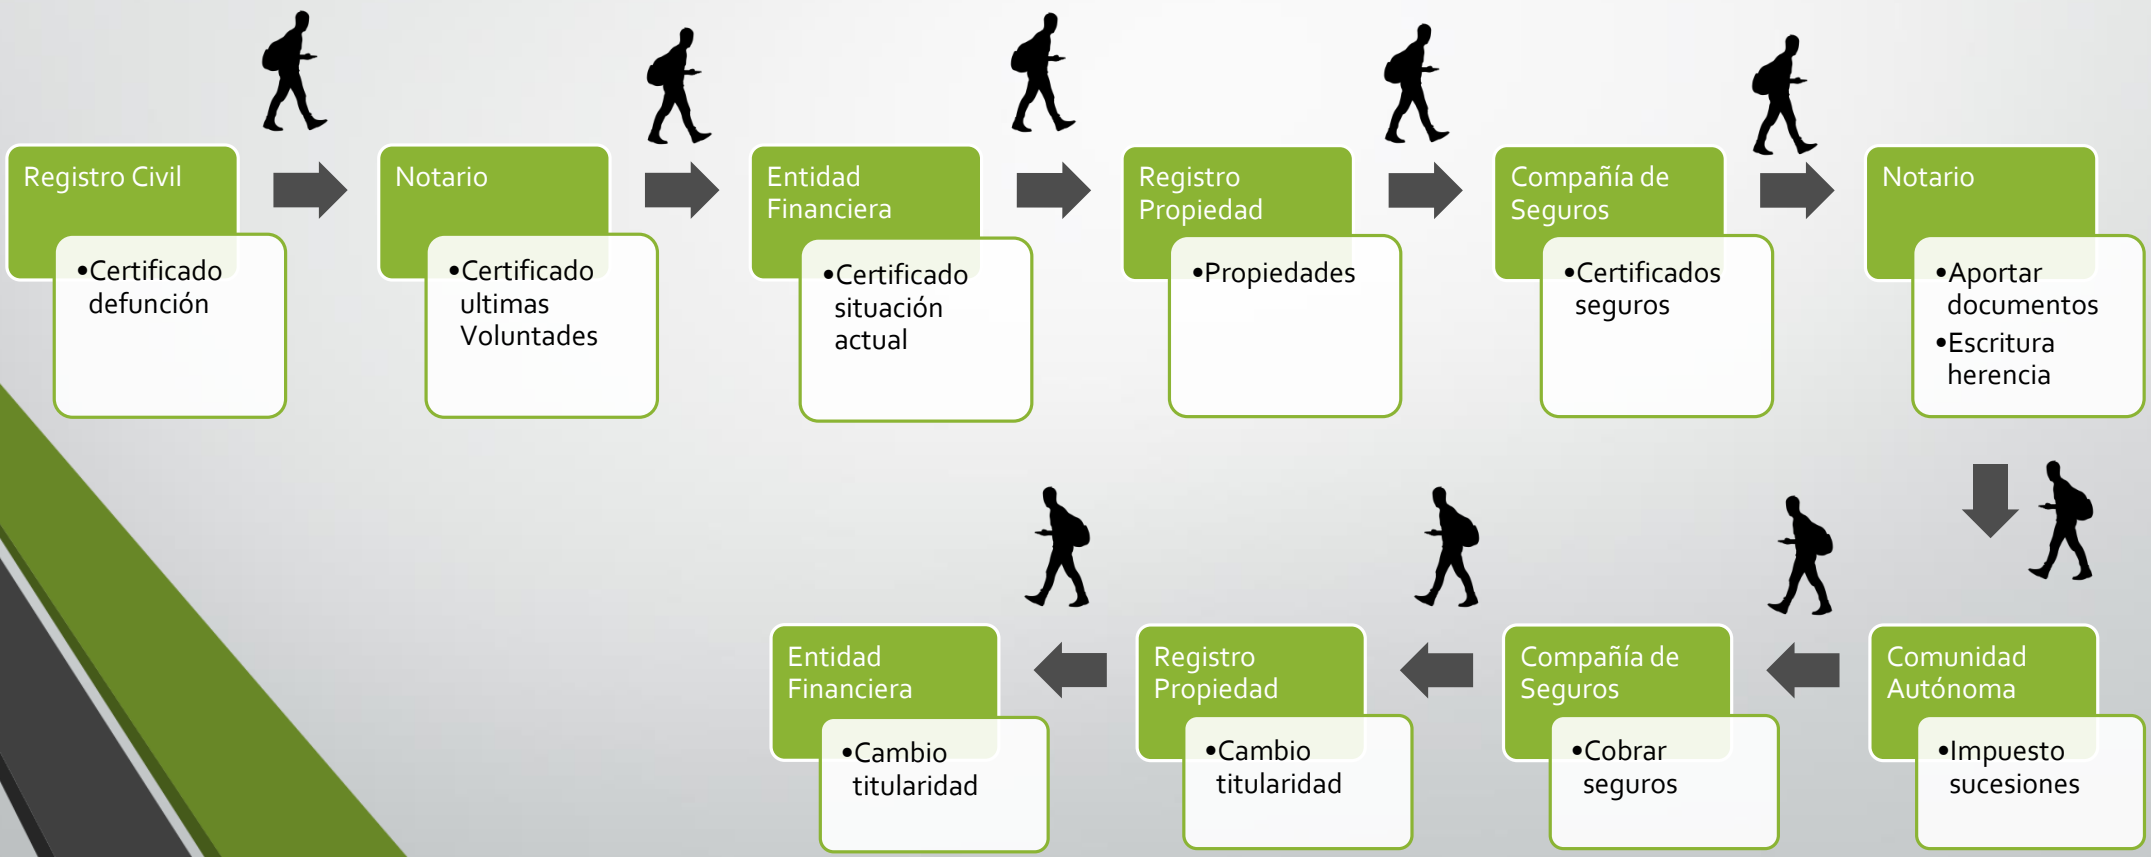 Registro Civil
•Certificado
defunción
Notario
•Certificado
ultimas
Voluntades
Entidad
Financiera
•Certificado
situación
actual
Registro
Propiedad
•Propiedades
Compañía de
Seguros
•Certificados
seguros
Notario
•Aportar
documentos
•Escritura
herencia
Comunidad
Autónoma
•Impuesto
sucesiones
Compañía de
Seguros
•Cobrar
seguros
Registro
Propiedad
•Cambio
titularidad
Entidad
Financiera
•Cambio
titularidad